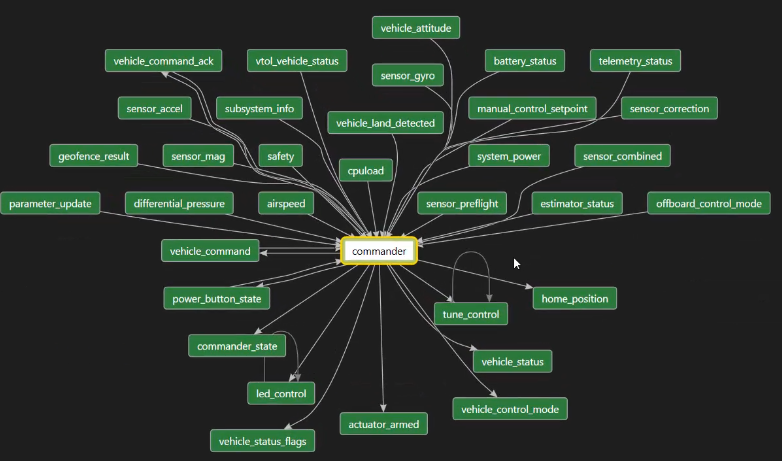 vehicle_attitude
vehicle_command_ack
vtol_vehicle_status
battery_status
telemetry_status
sensor_gyro
sensor_accel
subsystem_info
manual_control_setpoint
sensor_correction
vehicle_land_detected
geofence_result
sensor_mag
safety
system_power
sensor_combined
cpuload
parameter_update
differential_pressure
airspeed
sensor_preflight
estimator_status
offboard_control_mode
vehicle_command
commander
power_button_state
home_position
tune_control
commander_state
vehicle_status
led_control
vehicle_control_mode
actuator_armed
vehicle_status_flags